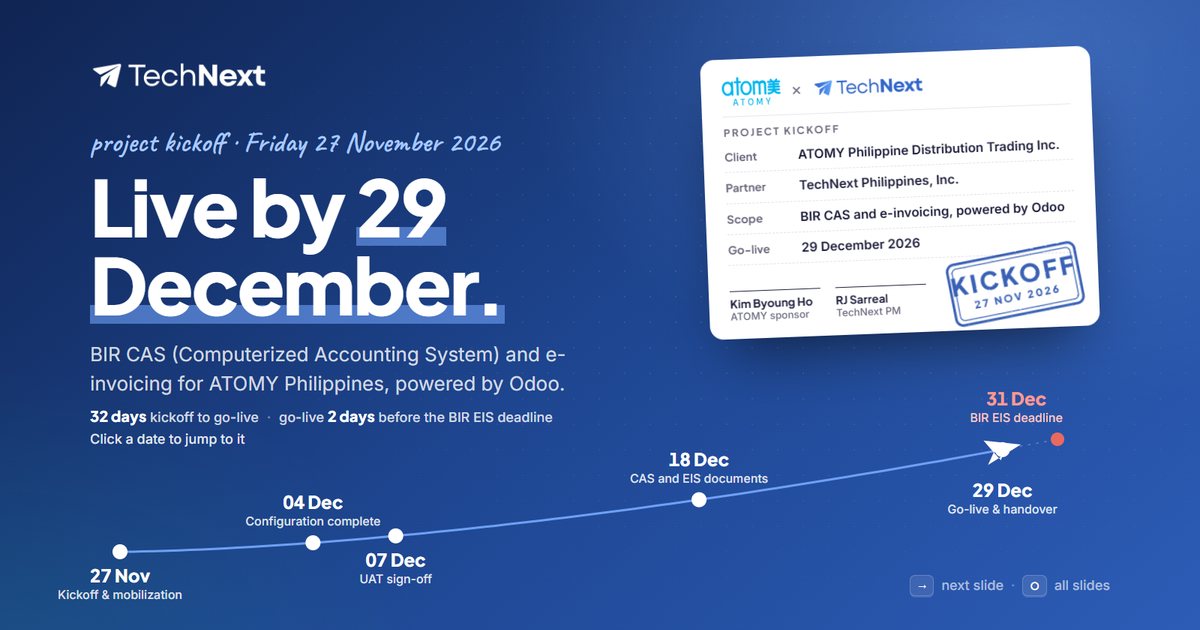 TechNext
project kickoff · Friday 27 November 2026
Live by 29
December.
BIR CAS (Computerized Accounting System) and e-
invoicing for ATOMY Philippines, powered by Odoo.
32 days kickoff to go-live · go-live 2 days before the BIR EIS deadline
Click a date to jump to it
atom美
ATOMY
×
TechNext
PROJECT KICKOFF
Client ATOMY Philippine Distribution Trading Inc.
Partner TechNext Philippines, Inc.
Scope BIR CAS and e-invoicing, powered by Odoo
Go-live 29 December 2026
Kim Byoung Ho
ATOMY sponsor
RJ Sarreal
TechNext PM
KICKOFF
27 NOV 2026
27 Nov
Kickoff & mobilization
04 Dec
Configuration complete
07 Dec
UAT sign-off
18 Dec
CAS and EIS documents
29 Dec
Go-live & handover
31 Dec
BIR EIS deadline
→ next slide · O all slides